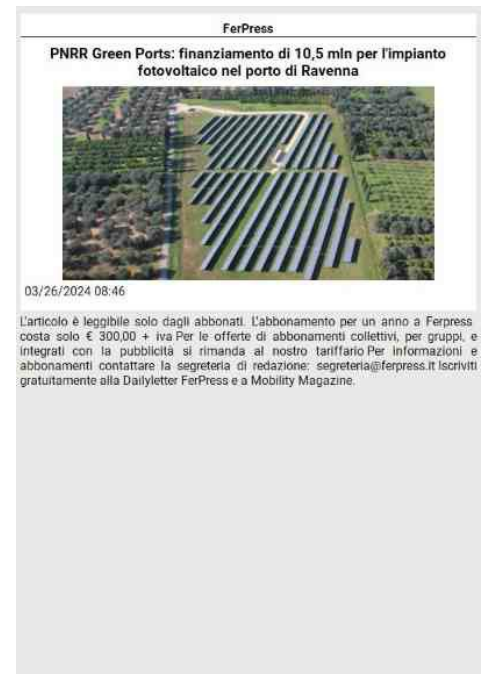 FerPress
PNRR Green Ports: finanziamento di 10,5 mln per l'impianto
fotovoltaico nel porto di Ravenna
03/26/2024 08:46
L'articolo è leggibile solo dagli abbonati. L'abbonamento per un anno a Ferpress
costa solo € 300,00 + iva Per le offerte di abbonamenti collettivi, per gruppi, e
integrati con la pubblicità si rimanda al nostro tariffario Per informazioni e
abbonamenti contattare la segreteria di redazione: segreteria@ferpress.it Iscriviti
gratuitamente alla Dailyletter FerPress e a Mobility Magazine.